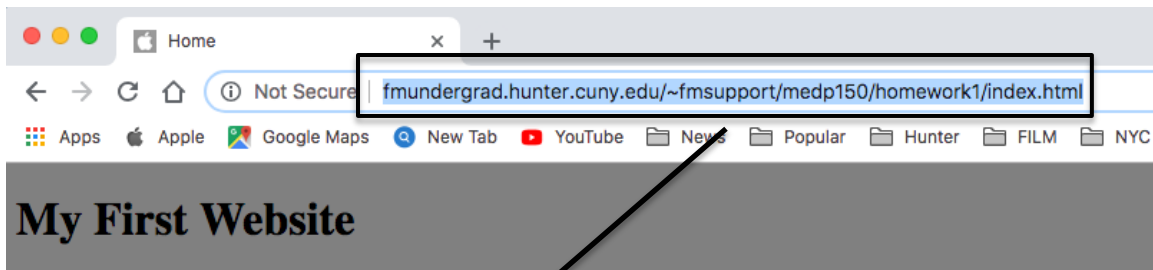 Home
Not Secure fmundergrad.hunter.cuny.edu/~fmsupport/medp150/homework1/index.html
Apps Apple Google Maps New Tab YouTube News Popular Hunter FILM NYC
My First Website